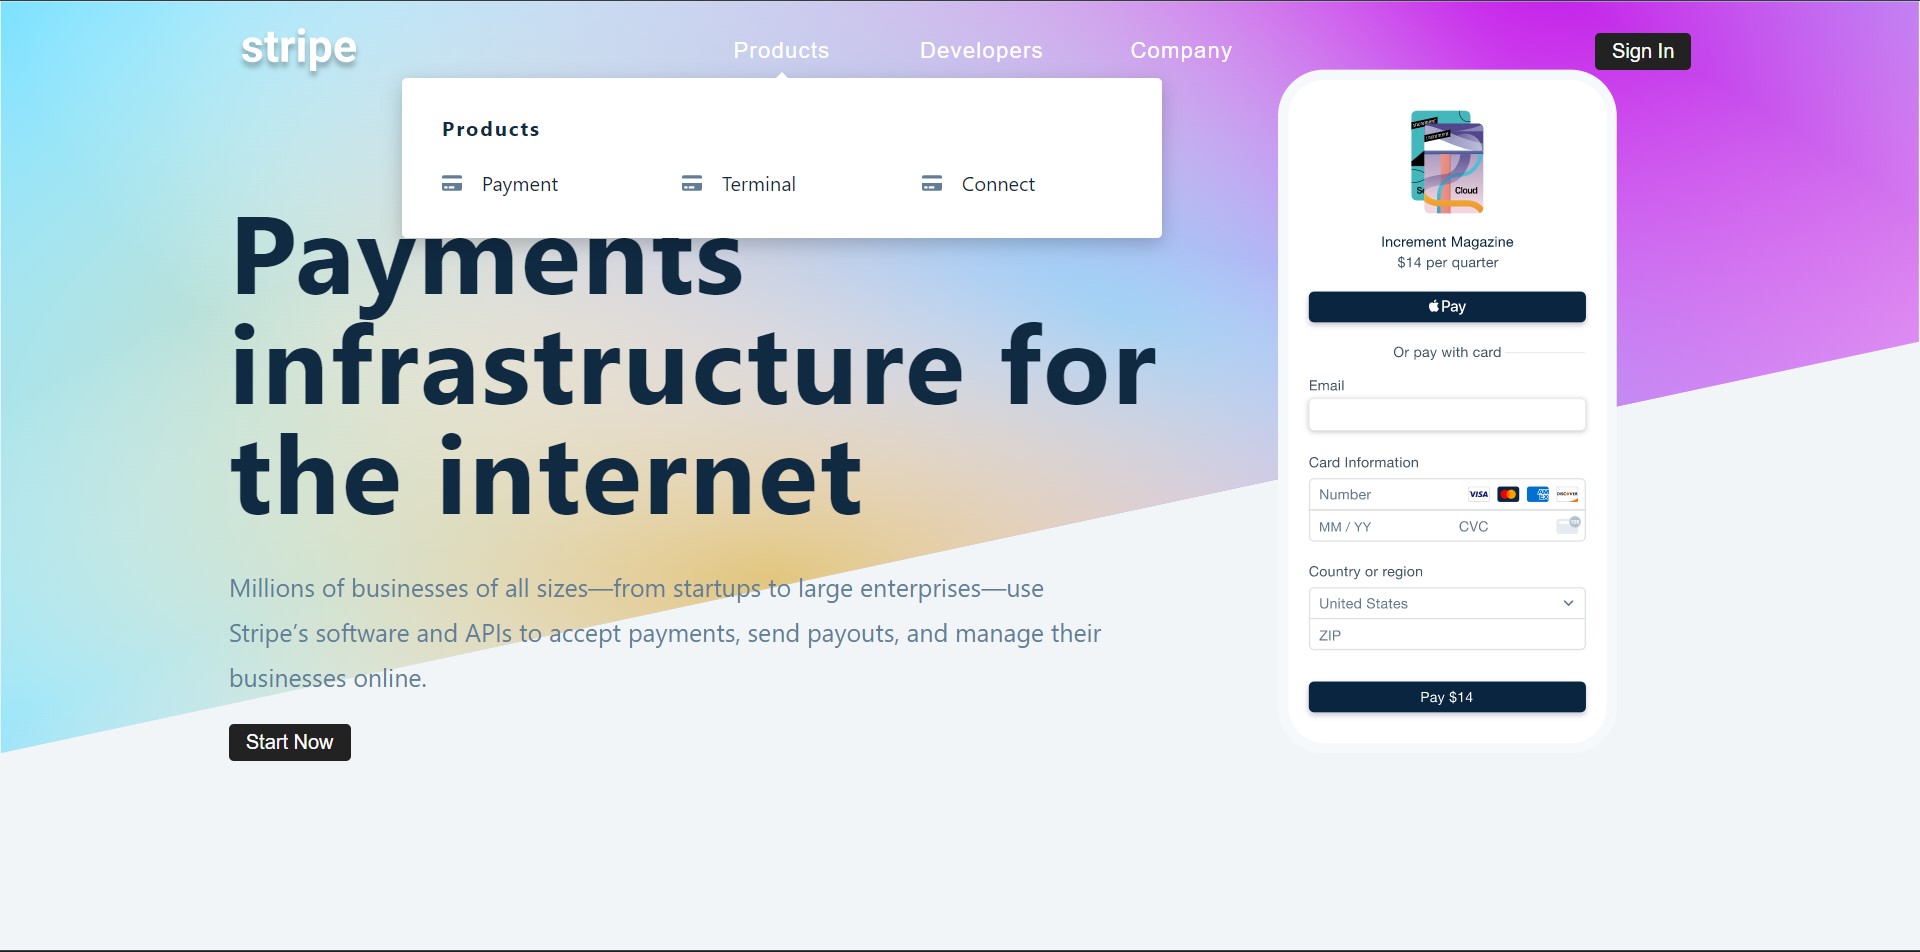 stripe
Products
Developers
Company
Sign In
Products
Payment
Terminal
Connect
Payments
infrastructure for
the internet
Millions of businesses of all sizes—from startups to large enterprises—use
Stripe’s software and APIs to accept payments, send payouts, and manage their
businesses online.
Start Now
Cloud
Increment Magazine
$14 per quarter
Pay
Or pay with card
Email
Card Information
Number
VISA
DISCOVER
MM / YY
CVC
Country or region
United States
ZIP
Pay $14